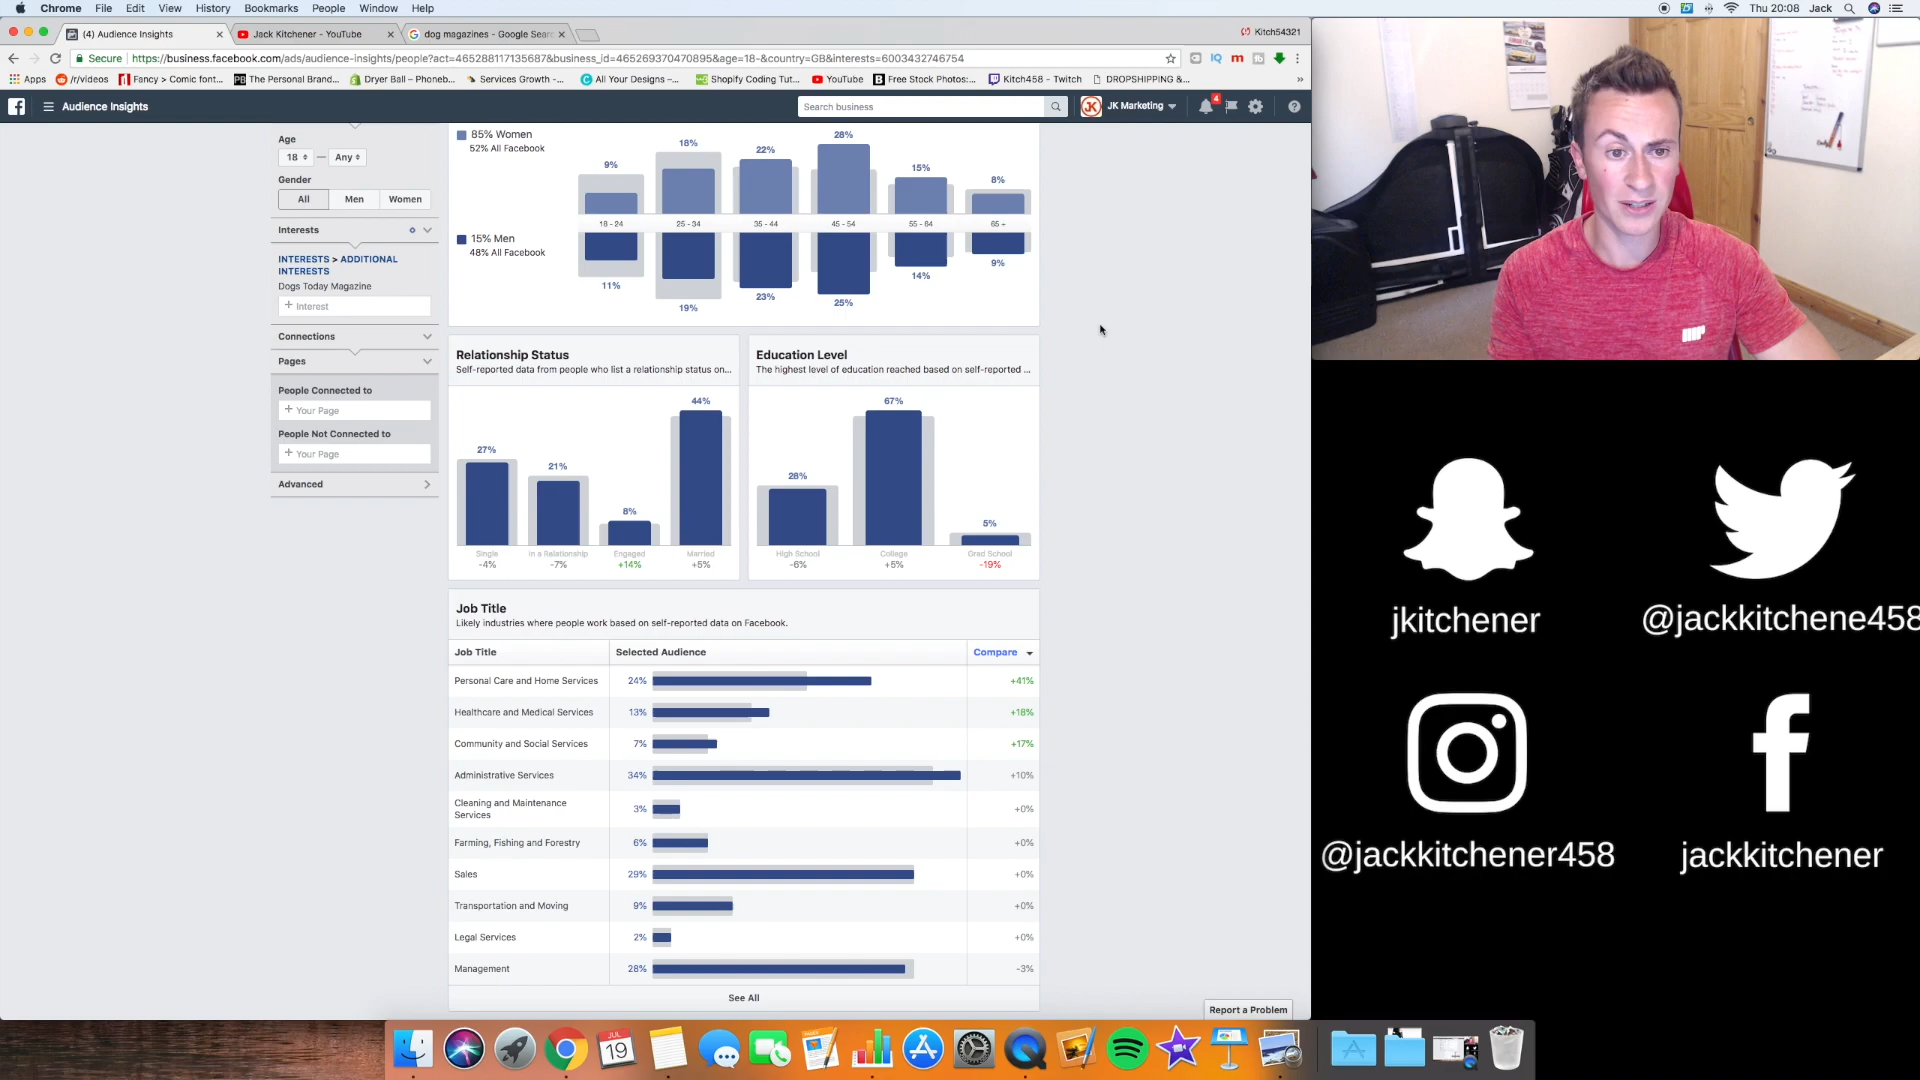 Chrome File Edit View History Bookmarks People Window Help
Thu 20:08 Jack
(4) Audience Insights
Jack Kitchener - YouTube
dog magazines - Google Searc
Kitch54321
Secure https://business.facebook.com/ads/audience-insights/people?act=465288117135687&business_id=465269370470895&age=18-&country=GB&interests=6003432746754
Apps /r/videos Fancy > Comic font... The Personal Brand... Dryer Ball – Phoneb... Services Growth -... All Your Designs –... Shopify Coding Tut... YouTube Free Stock Photos:... Kitch458 - Twitch DROPSHIPPING &...
Audience Insights
Search business
JK Marketing
4
Age
18 — Any
Gender
All Men Women
Interests
INTERESTS > ADDITIONAL
INTERESTS
Dogs Today Magazine
+ Interest
Connections
Pages
People Connected to
+ Your Page
People Not Connected to
+ Your Page
Advanced
85% Women
52% All Facebook
9% 18% 22% 28% 15% 8%
18 - 24 25 - 34 35 - 44 45 - 54 55 - 64 65 +
15% Men
48% All Facebook
11% 19% 23% 25% 14% 9%
Relationship Status
Self-reported data from people who list a relationship status on...
27% 21% 8% 44%
Single In a Relationship Engaged Married
-4% -7% +14% +5%
Education Level
The highest level of education reached based on self-reported ...
28% 67% 5%
High School College Grad School
-6% +5% -19%
Job Title
Likely industries where people work based on self-reported data on Facebook.
Job Title Selected Audience Compare
Personal Care and Home Services 24% +41%
Healthcare and Medical Services 13% +18%
Community and Social Services 7% +17%
Administrative Services 34% +10%
Cleaning and Maintenance
Services 3% +0%
Farming, Fishing and Forestry 6% +0%
Sales 29% +0%
Transportation and Moving 9% +0%
Legal Services 2% +0%
Management 28% -3%
See All
Report a Problem
JUL
19
jkitchener
@jackkitchene458
@jackkitchener458
jackkitchener